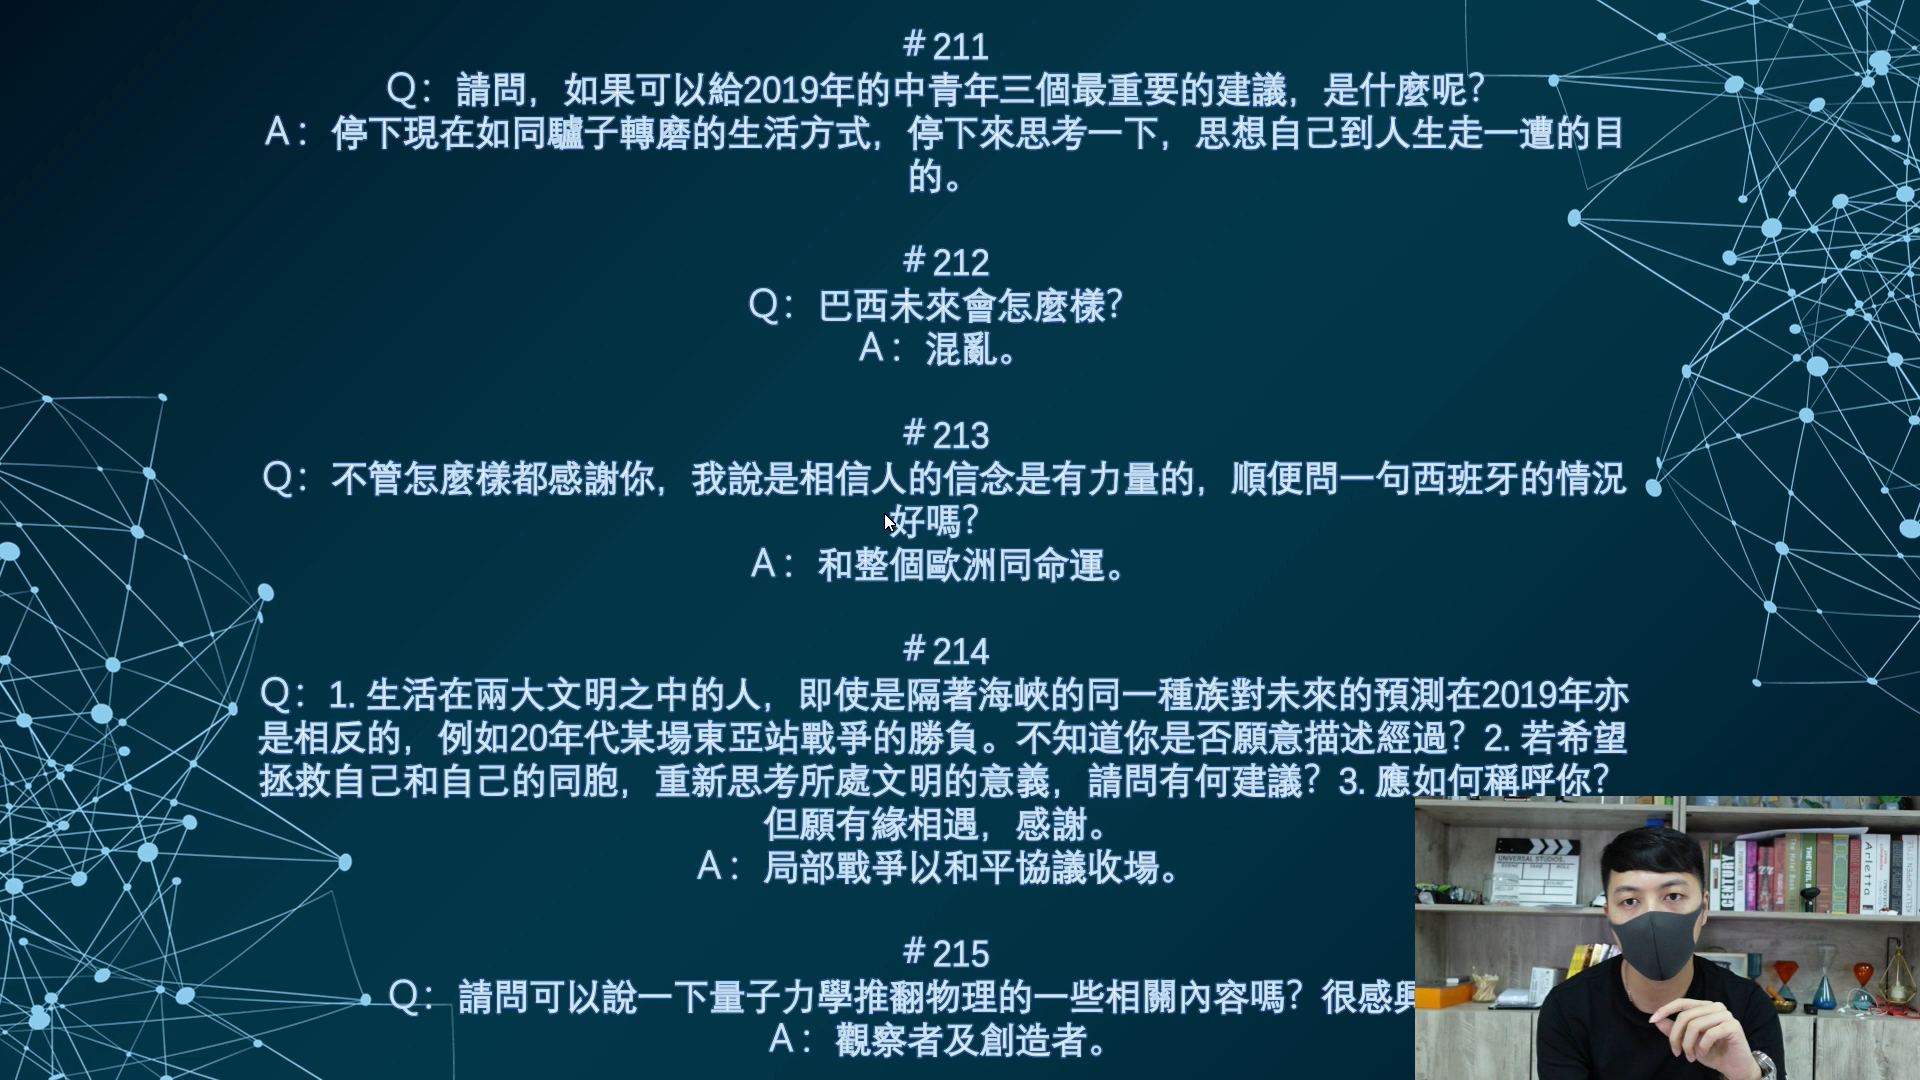 #211
Q：請問，如果可以給2019年的中青年三個最重要的建議，是什麼呢？
A：停下現在如同驢子轉磨的生活方式，停下來思考一下，思想自己到人生走一遭的目
的。
#212
Q：巴西未來會怎麼樣？
A：混亂。
#213
Q：不管怎麼樣都感謝你，我說是相信人的信念是有力量的，順便問一句西班牙的情況
好嗎？
A：和整個歐洲同命運。
#214
Q：1. 生活在兩大文明之中的人，即使是隔著海峽的同一種族對未來的預測在2019年亦
是相反的，例如20年代某場東亞站戰爭的勝負。不知道你是否願意描述經過？2. 若希望
拯救自己和自己的同胞，重新思考所處文明的意義，請問有何建議？3. 應如何稱呼你？
但願有緣相遇，感謝。
A：局部戰爭以和平協議收場。
#215
Q：請問可以說一下量子力學推翻物理的一些相關內容嗎？很感
A：觀察者及創造者。
UNIVERSAL STUDIOS
CENTURY
THE HOTEL
Arletta
KELLY HOPPEN